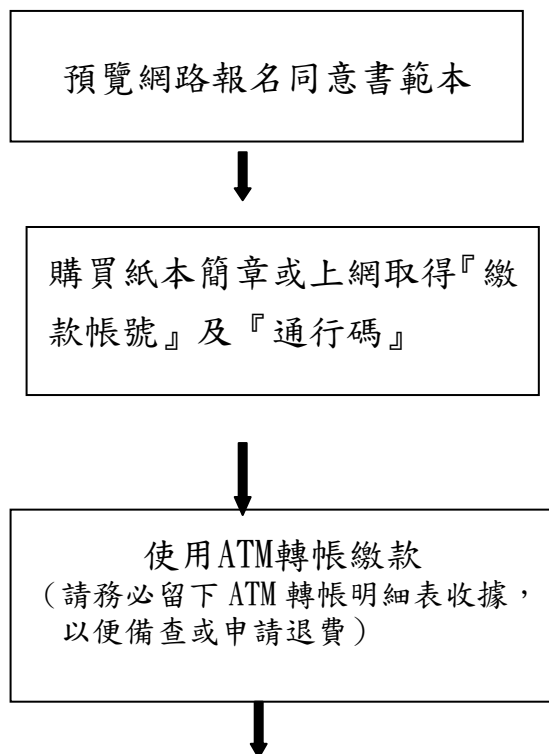 預覽網路報名同意書範本
購買紙本簡章或上網取得『繳
款帳號』及『通行碼』
使用ATM轉帳繳款
（請務必留下 ATM 轉帳明細表收據，
以便備查或申請退費）